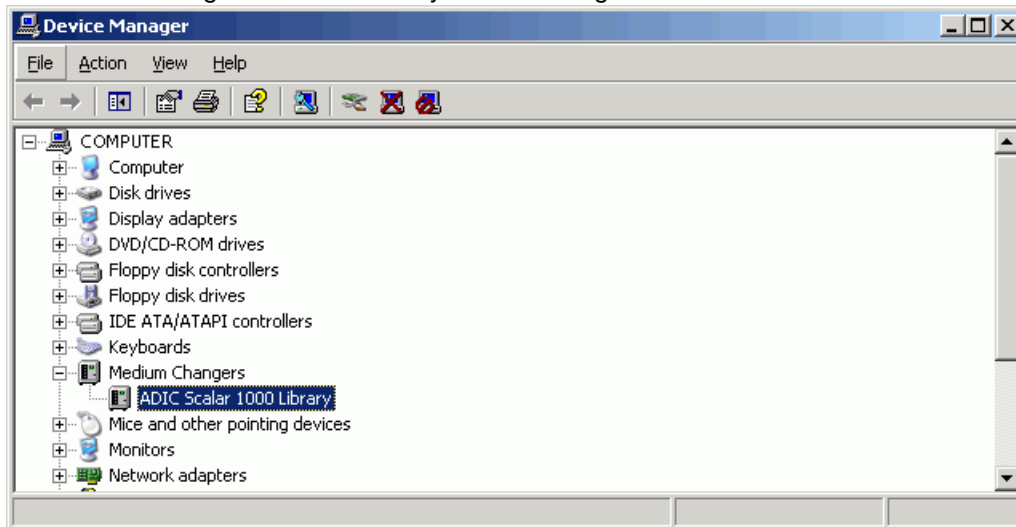 Device Manager
File Action View Help
COMPUTER
Computer
Disk drives
Display adapters
DVD/CD-ROM drives
Floppy disk controllers
Floppy disk drives
IDE ATA/ATAPI controllers
Keyboards
Medium Changers
ADIC Scalar 1000 Library
Mice and other pointing devices
Monitors
Network adapters